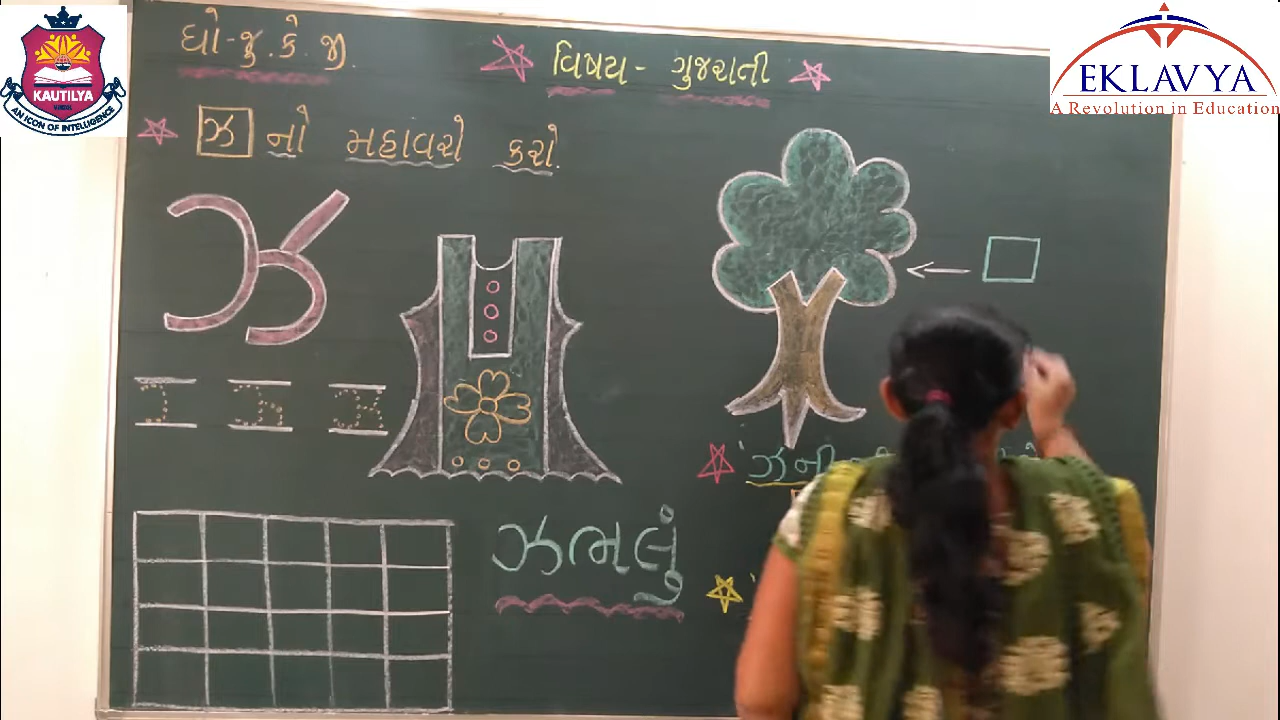 KAUTILYA
AN ICON OF INTELLIGENCE
EKLAVYA
A Revolution in Education
ધો-જુ.કે.જી.
વિષય - ગુજરાતી
ઝ નો મહાવરો કરો.
ઝ
ઝભલું
ઝ ની